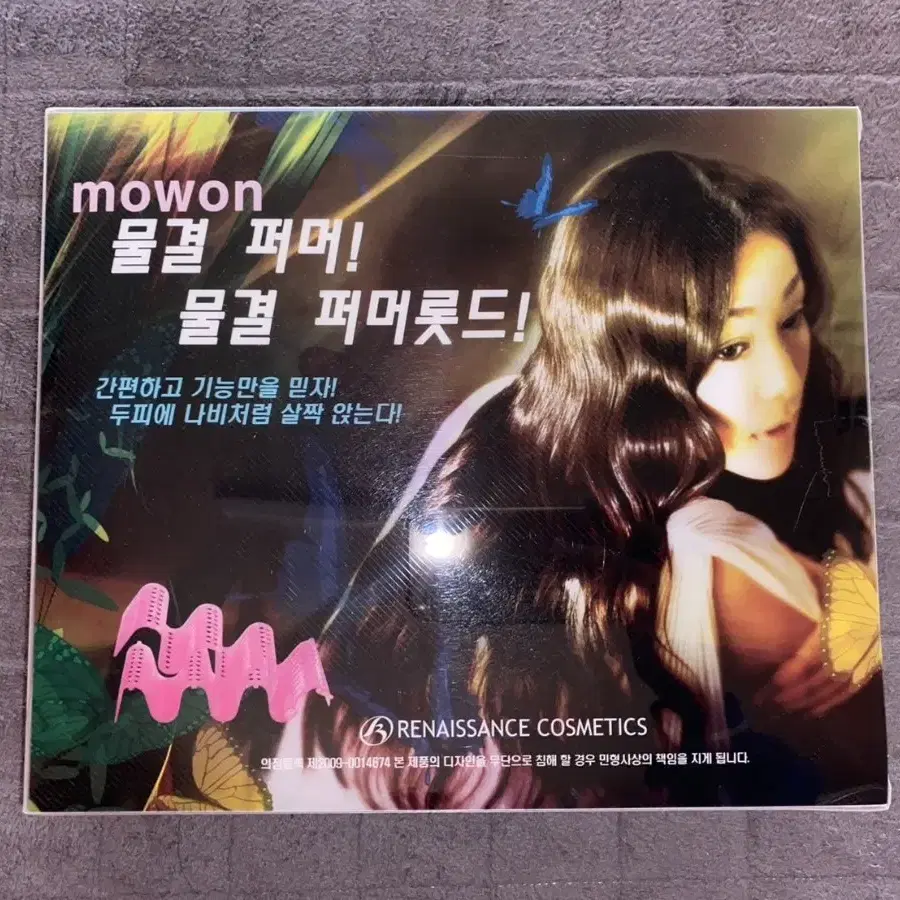 mowon
물결 퍼머!
물결 퍼머롯드!
간편하고 기능만을 믿자!
두피에 나비처럼 살짝 앉는다!
RENAISSANCE COSMETICS
의장등록 제2009-0014674 본 제품의 디자인을 무단으로 침해 할 경우 민형사상의 책임을 지게 됩니다.